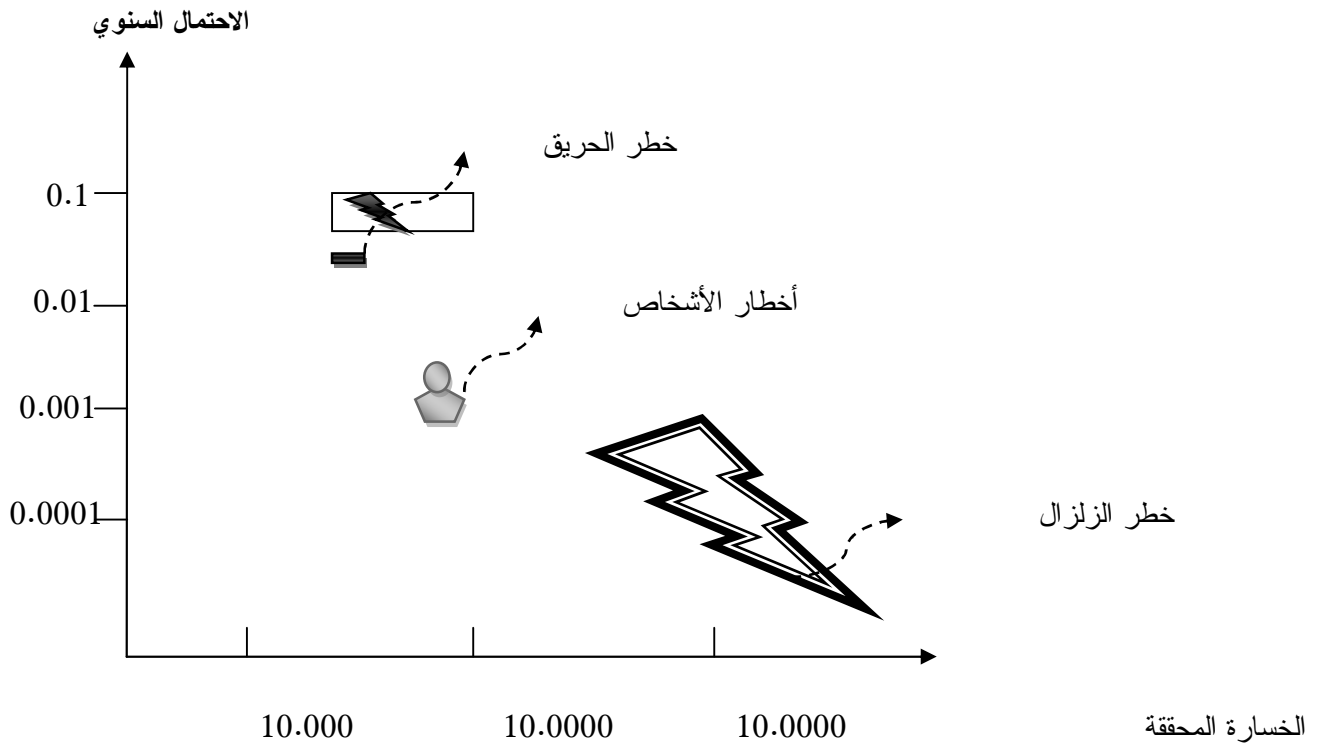 الاحتمال السنوي
خطر الحريق
0.1
أخطار الأشخاص
0.01
0.001
0.0001
خطر الزلزال
10.000
10.0000
10.0000
الخسارة المحققة